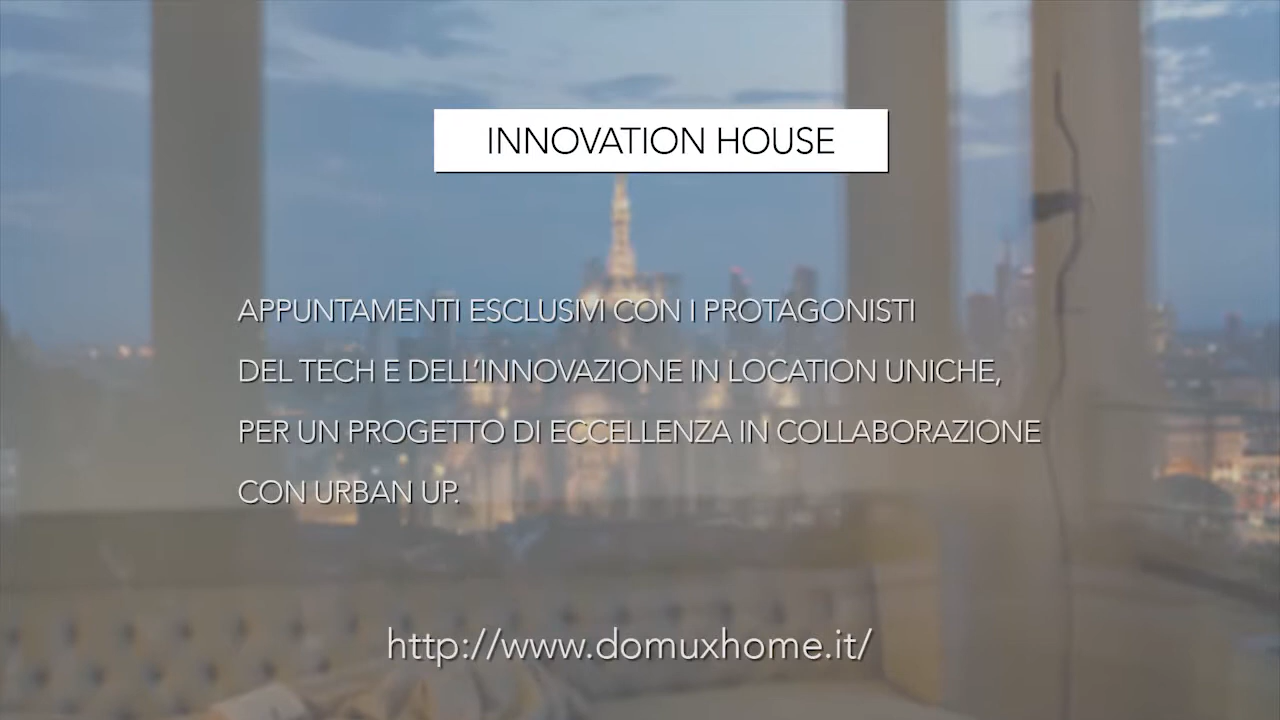 INNOVATION HOUSE
APPUNTAMENTI ESCLUSIVI CON I PROTAGONISTI
DEL TECH E DELL'INNOVAZIONE IN LOCATION UNICHE,
PER UN PROGETTO DI ECCELLENZA IN COLLABORAZIONE
CON URBAN UP.
http://www.domuxhome.it/